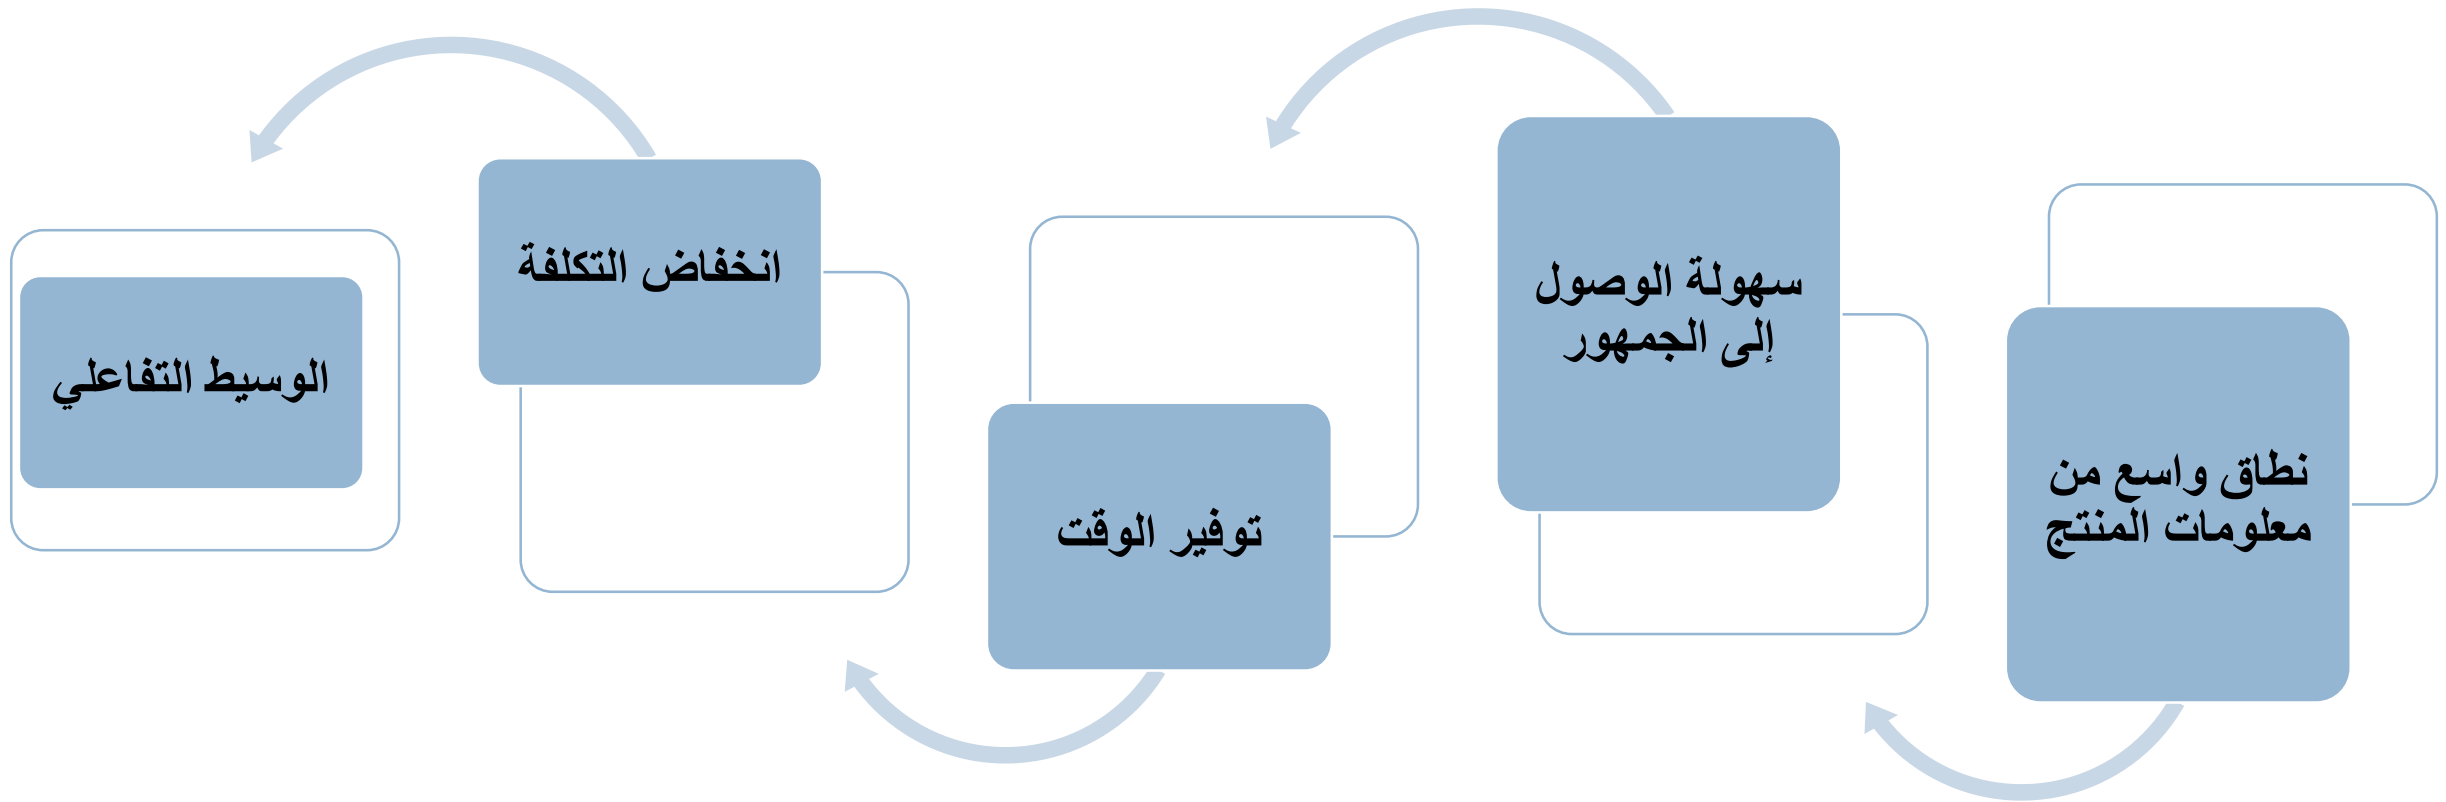 نطاق واسع من
معلومات المنتج
سهولة الوصول
إلى الجمهور
توفير الوقت
انخفاض التكلفة
الوسيط التفاعلي